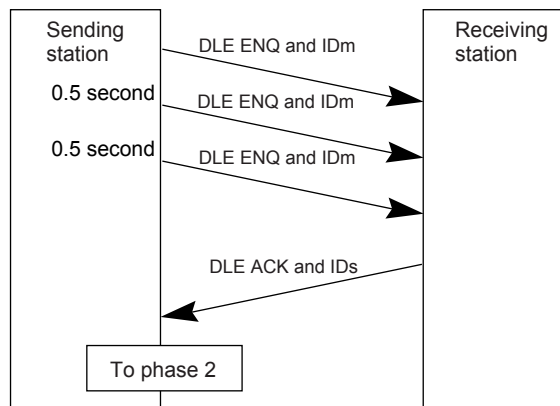 Sending
station
Receiving
station
DLE ENQ and IDm
0.5 second
DLE ENQ and IDm
0.5 second
DLE ENQ and IDm
DLE ACK and IDs
To phase 2